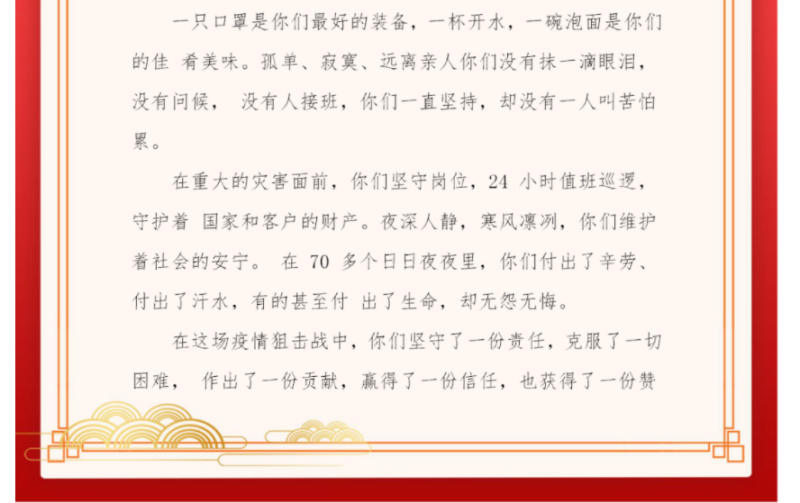 一只口罩是你们最好的装备，一杯开水，一碗泡面是你们
的佳 肴美味。孤单、寂寞、远离亲人你们没有抹一滴眼泪，
没有问候， 没有人接班，你们一直坚持，却没有一人叫苦怕
累。
在重大的灾害面前，你们坚守岗位，24 小时值班巡逻，
守护着 国家和客户的财产。夜深人静，寒风凛冽，你们维护
着社会的安宁。 在 70 多个日日夜夜里，你们付出了辛劳、
付出了汗水，有的甚至付 出了生命，却无怨无悔。
在这场疫情狙击战中，你们坚守了一份责任，克服了一切
困难， 作出了一份贡献，赢得了一份信任，也获得了一份赞